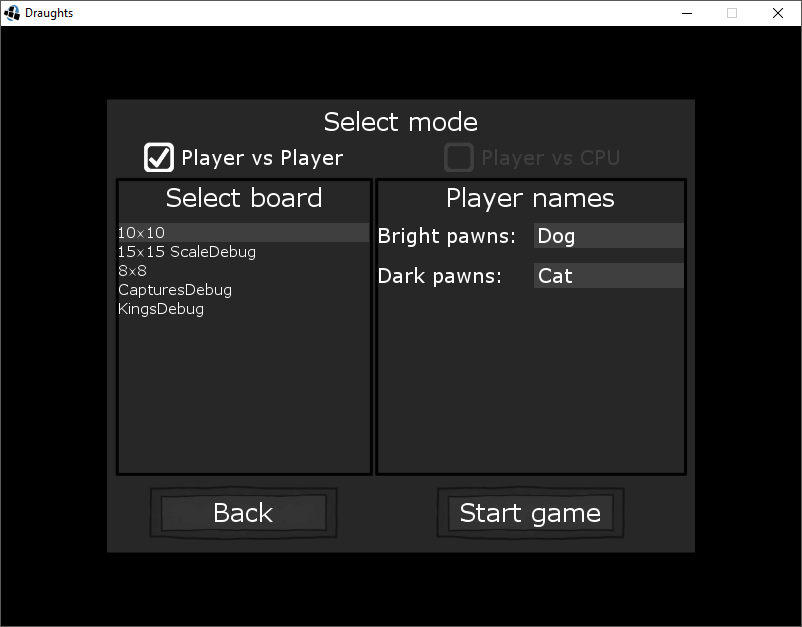 Draughts
Select mode
Player vs Player
Player vs CPU
Select board
10x10
15x15 ScaleDebug
8x8
CapturesDebug
KingsDebug
Player names
Bright pawns: Dog
Dark pawns: Cat
Back
Start game